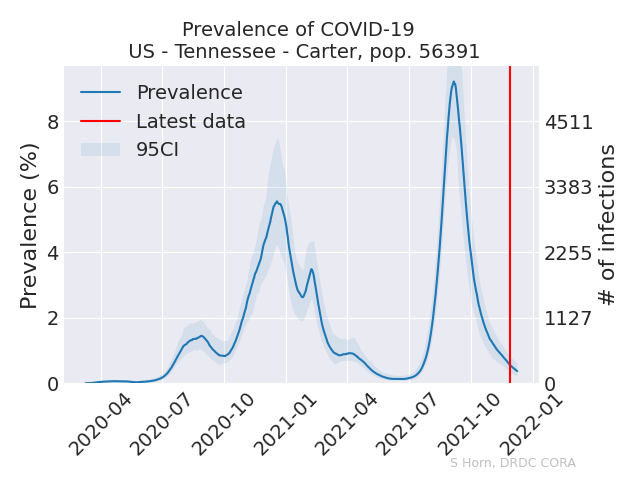 Prevalence of COVID-19
US - Tennessee - Carter, pop. 56391
Prevalence
Latest data
95CI
Prevalence (%)
8
6
4
2
0
4511
3383
2255
1127
0
# of infections
2020-04
2020-07
2020-10
2021-01
2021-04
2021-07
2021-10
2022-01
S Horn, DRDC CORA